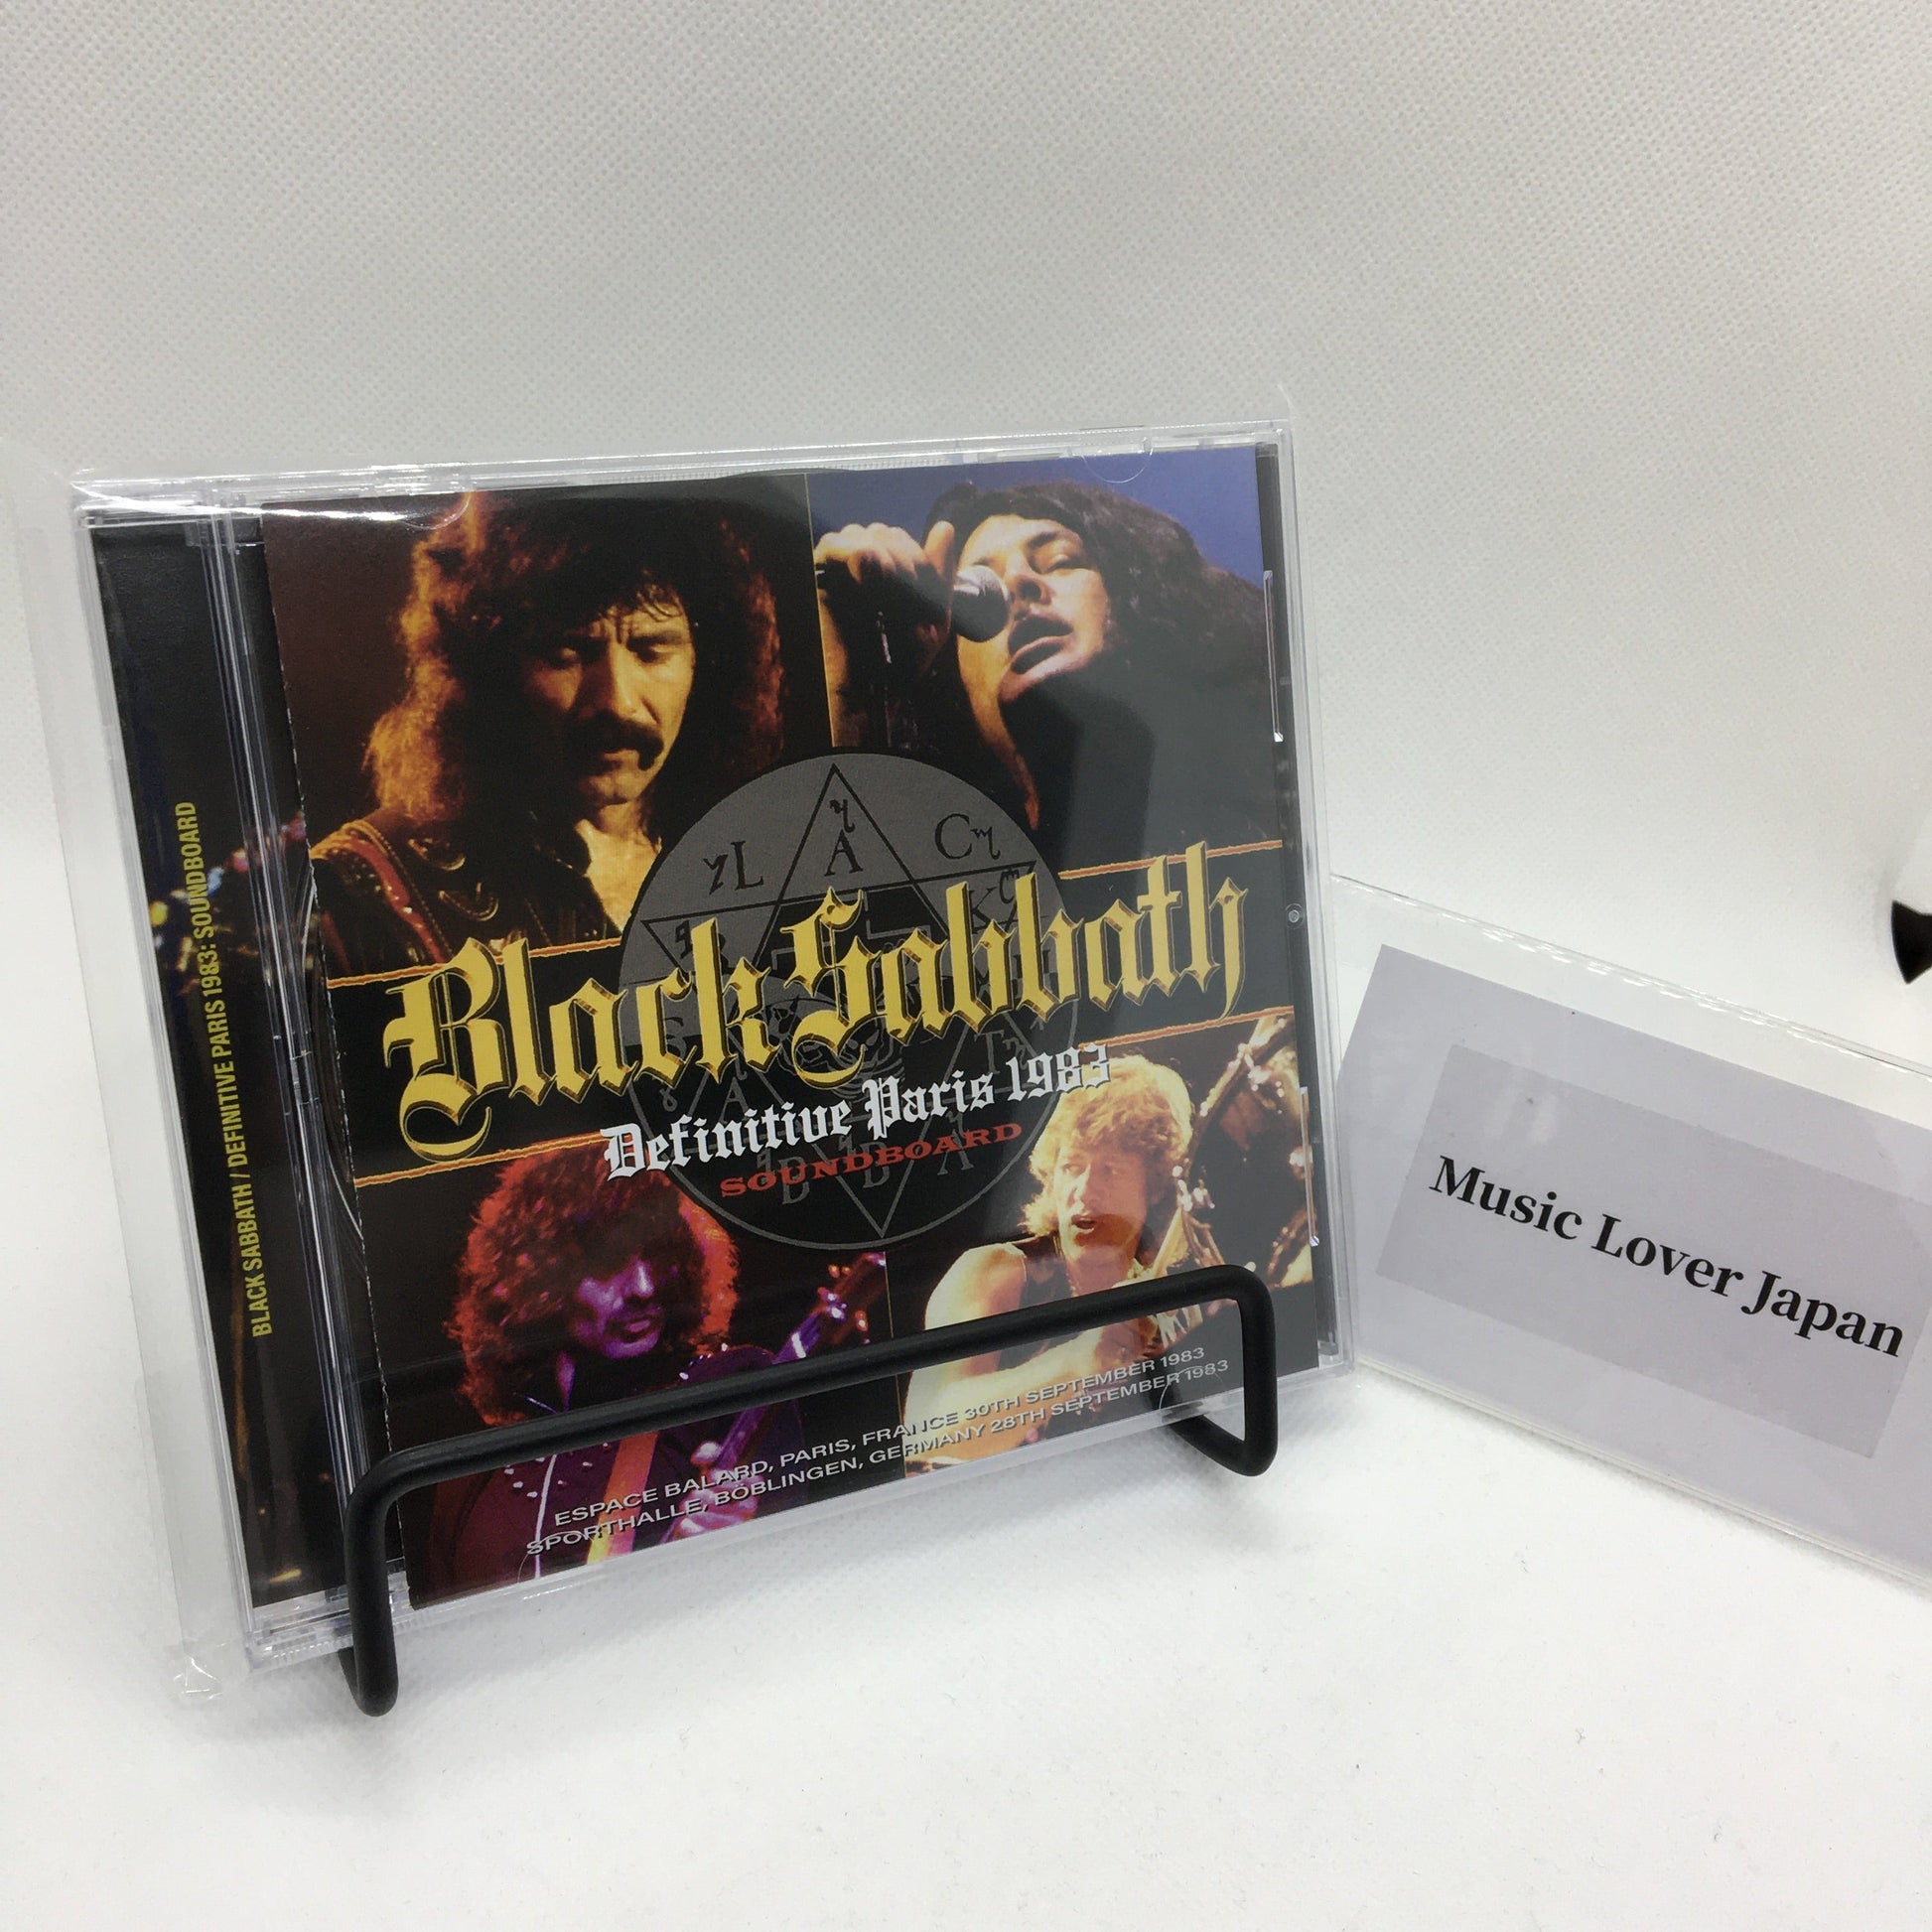 BLACK SABBATH / DEFINITIVE PARIS 1983: SOUNDBOARD
L A C K
Black Sabbath
Definitive Paris 1983
SOUNDBOARD
ESPACE BALARD, PARIS, FRANCE 30TH SEPTEMBER 1983
SPORTHALLE, BÖBLINGEN, GERMANY 28TH SEPTEMBER 1983
Music Lover Japan